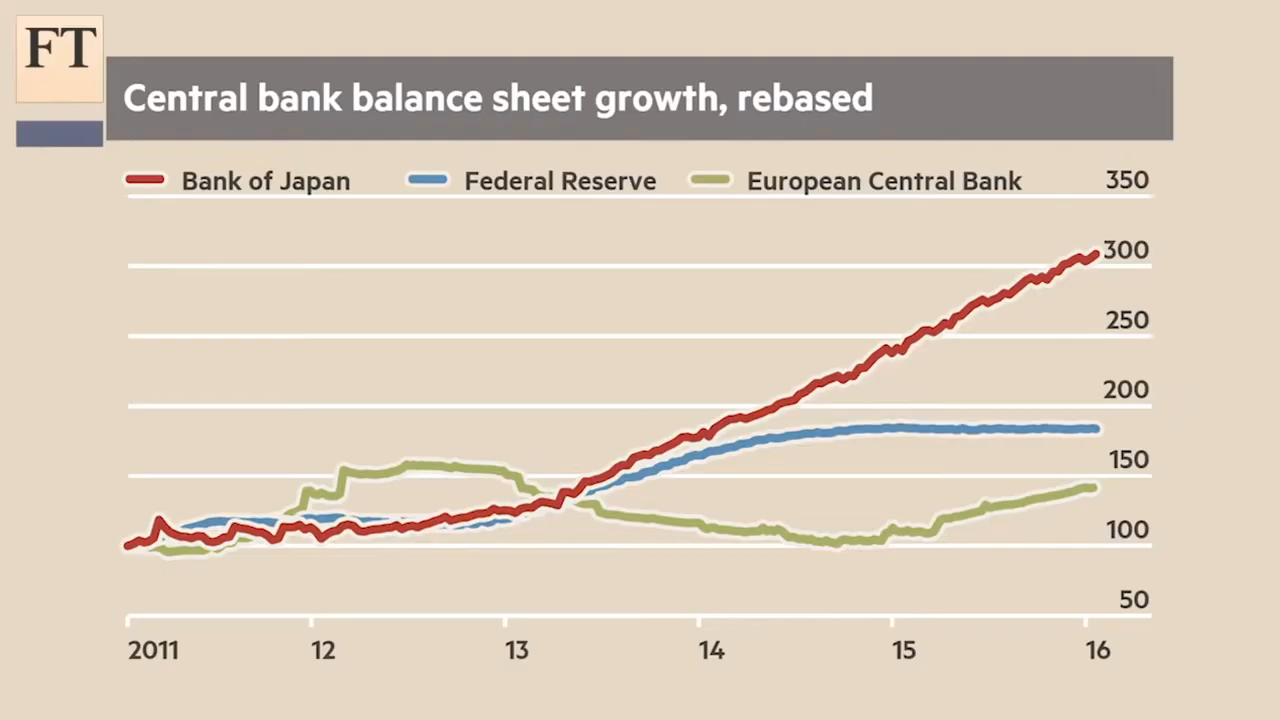 FT
Central bank balance sheet growth, rebased
Bank of Japan Federal Reserve European Central Bank 350
300
250
200
150
100
50
2011 12 13 14 15 16